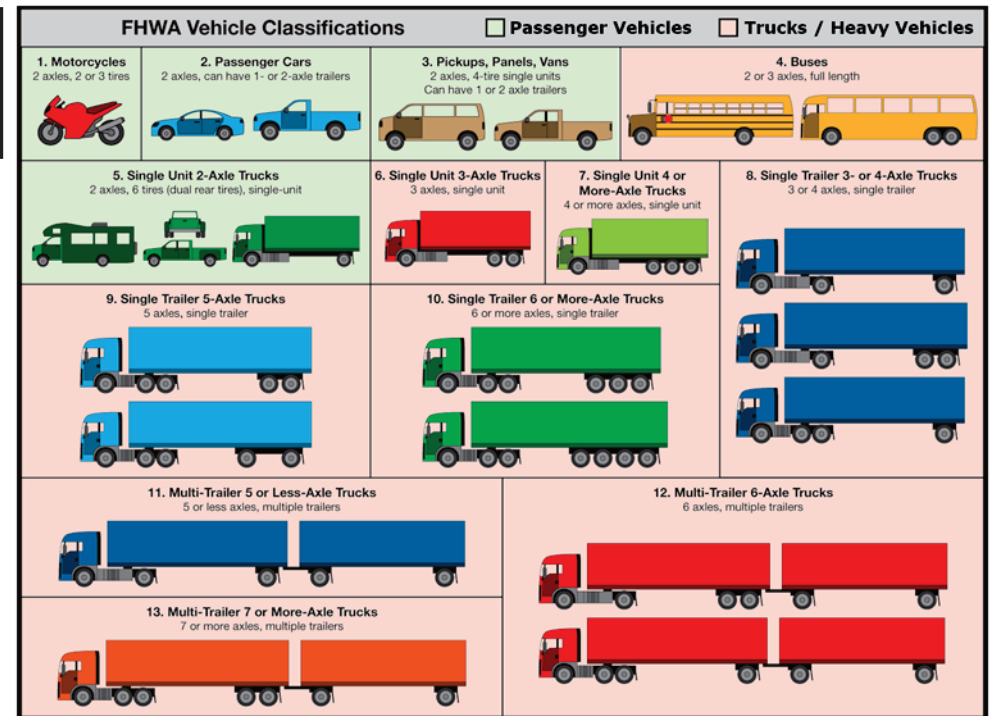 FHWA Vehicle Classifications
Passenger Vehicles
Trucks / Heavy Vehicles
1. Motorcycles
2 axles, 2 or 3 tires
2. Passenger Cars
2 axles, can have 1- or 2-axle trailers
3. Pickups, Panels, Vans
2 axles, 4-tire single units
Can have 1 or 2 axle trailers
4. Buses
2 or 3 axles, full length
5. Single Unit 2-Axle Trucks
2 axles, 6 tires (dual rear tires), single-unit
6. Single Unit 3-Axle Trucks
3 axles, single unit
7. Single Unit 4 or
More-Axle Trucks
4 or more axles, single unit
8. Single Trailer 3- or 4-Axle Trucks
3 or 4 axles, single trailer
9. Single Trailer 5-Axle Trucks
5 axles, single trailer
10. Single Trailer 6 or More-Axle Trucks
6 or more axles, single trailer
11. Multi-Trailer 5 or Less-Axle Trucks
5 or less axles, multiple trailers
12. Multi-Trailer 6-Axle Trucks
6 axles, multiple trailers
13. Multi-Trailer 7 or More-Axle Trucks
7 or more axles, multiple trailers